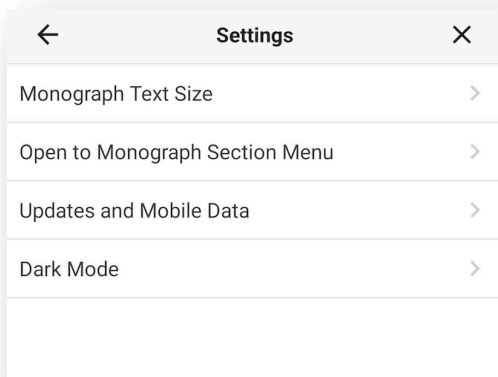 Settings
Monograph Text Size
Open to Monograph Section Menu
Updates and Mobile Data
Dark Mode